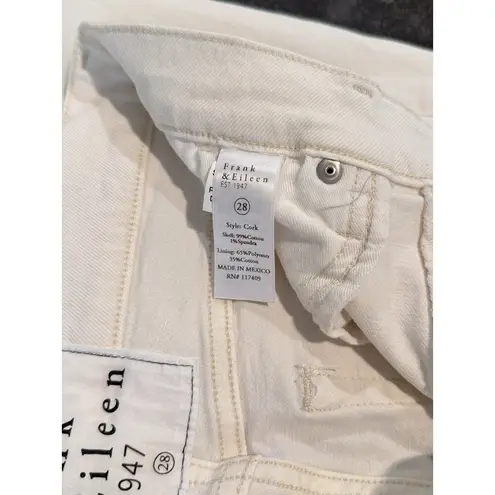 Frank
&Eileen
EST 1947
28
Style: Cork
Shell: 99%Cotton
1%Spandex
Lining: 65%Polyester
35%Cotton
MADE IN MEXICO
RN# 117409
Eileen
1947
28